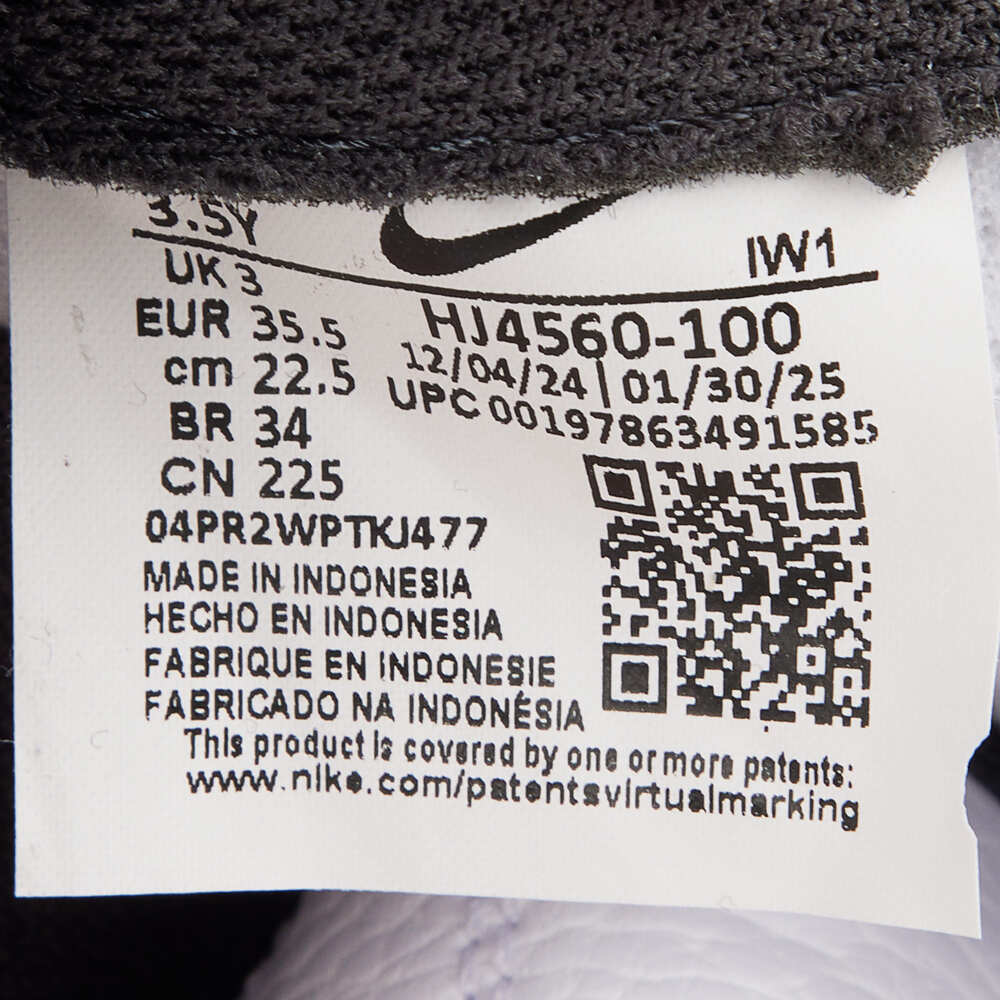 3.5Y
IW1
UK 3
EUR 35.5
cm 22.5
BR 34
CN 225
HJ4560-100
12/04/24 | 01/30/25
UPC 00197863491585
04PR2WPTKJ477
MADE IN INDONESIA
HECHO EN INDONESIA
FABRIQUE EN INDONESIE
FABRICADO NA INDONÉSIA
This product is covered by one or more patents:
www.nike.com/patentsvirtualmarking